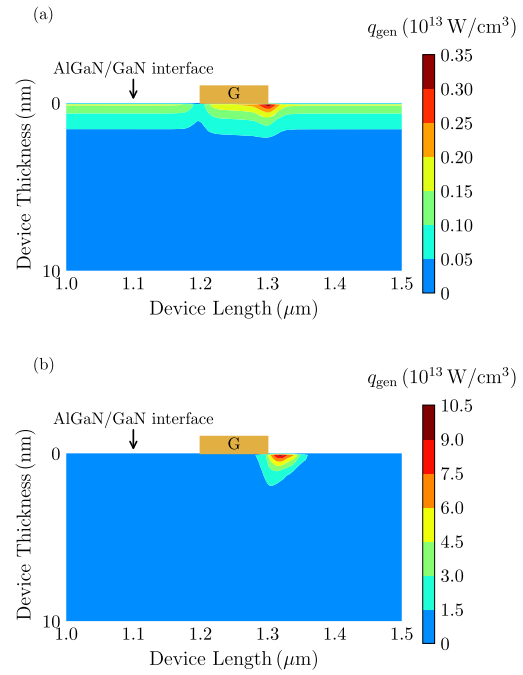 (a)
q_gen (10^13 W/cm^3)
AlGaN/GaN interface
G
0.35
0.30
0.25
0.20
0.15
0.10
0.05
0
Device Thickness (nm)
0
10
1.0 1.1 1.2 1.3 1.4 1.5
Device Length (μm)
(b)
q_gen (10^13 W/cm^3)
AlGaN/GaN interface
G
10.5
9.0
7.5
6.0
4.5
3.0
1.5
0
Device Thickness (nm)
0
10
1.0 1.1 1.2 1.3 1.4 1.5
Device Length (μm)